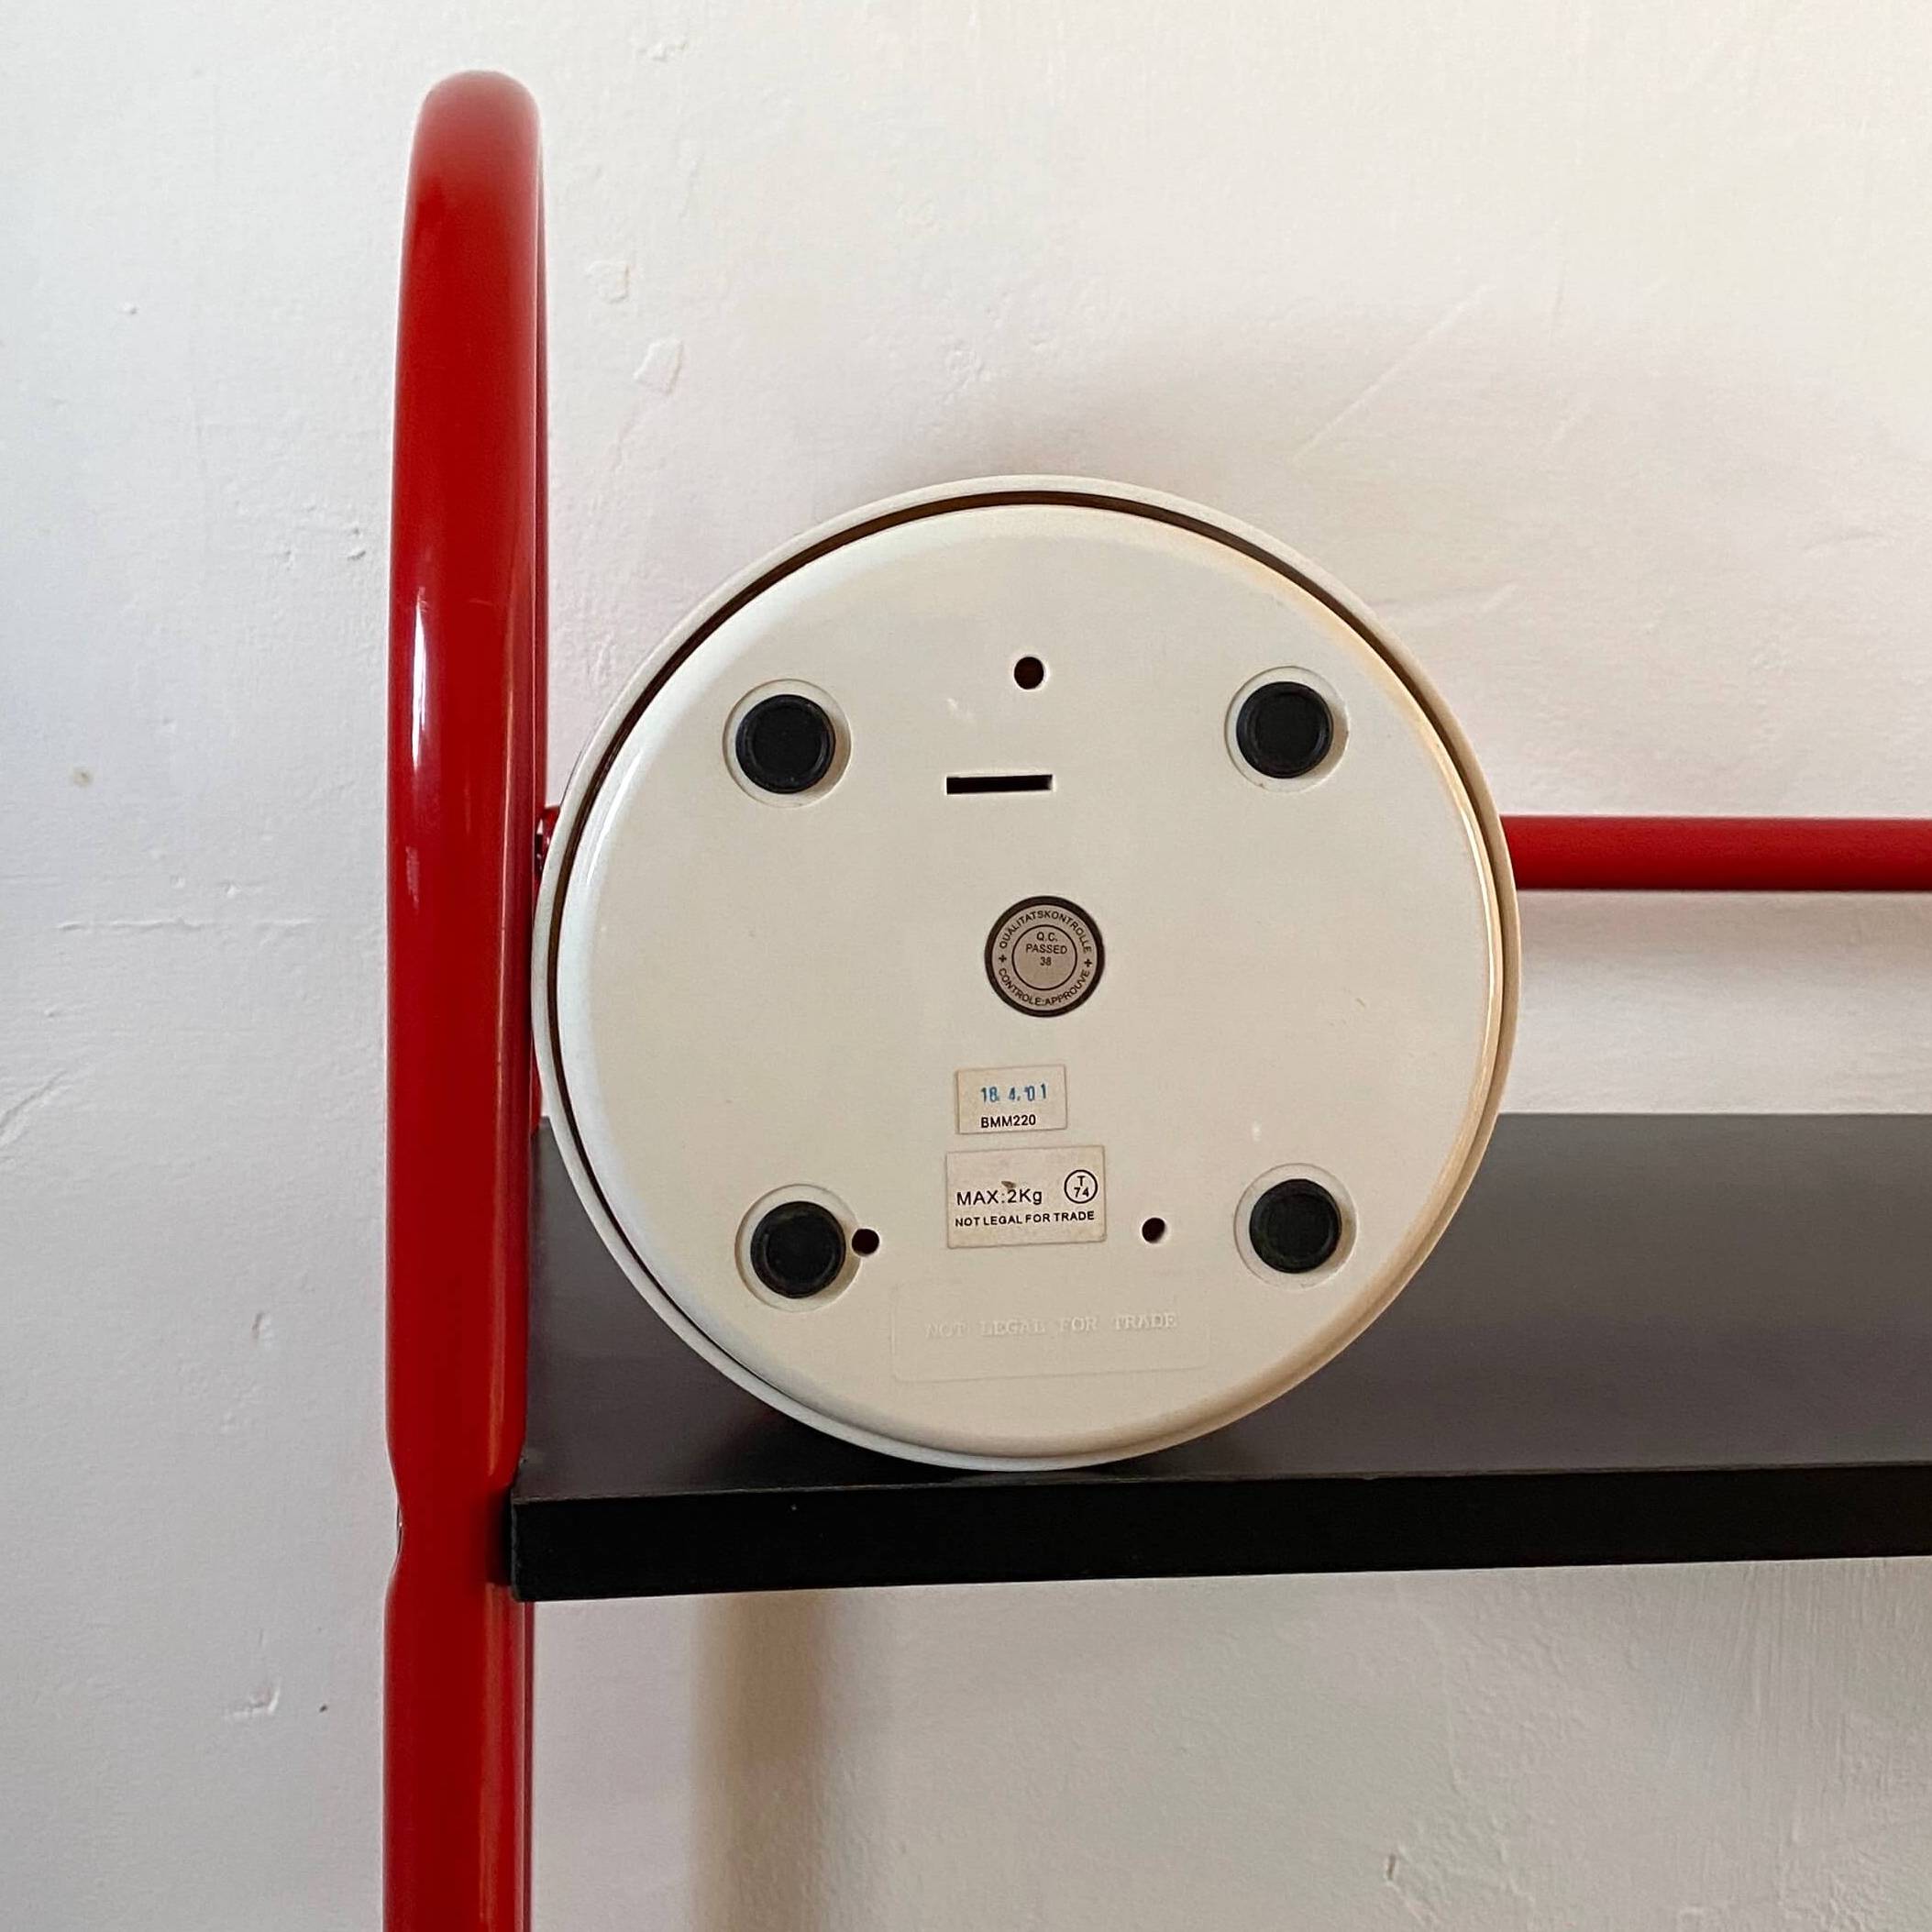 QUALITATSKONTROLLE
Q.C.
PASSED
38
CONTROLE:APPROUVE
18. 4.'01
BMM220
MAX:2Kg
T
74
NOT LEGAL FOR TRADE
NOT LEGAL FOR TRADE